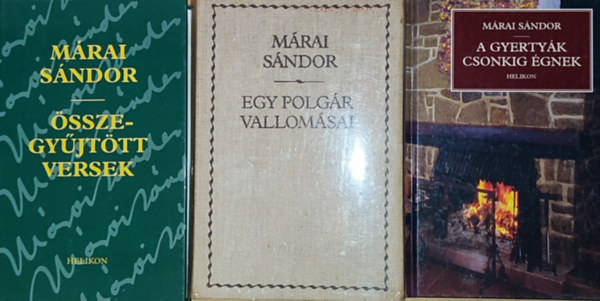 MÁRAI
SÁNDOR
ÖSSZE-
GYŰJTÖTT
VERSEK
HELIKON
MÁRAI
SÁNDOR
EGY POLGÁR
VALLOMÁSAI
MÁRAI SÁNDOR
A GYERTYÁK
CSONKIG ÉGNEK
HELIKON